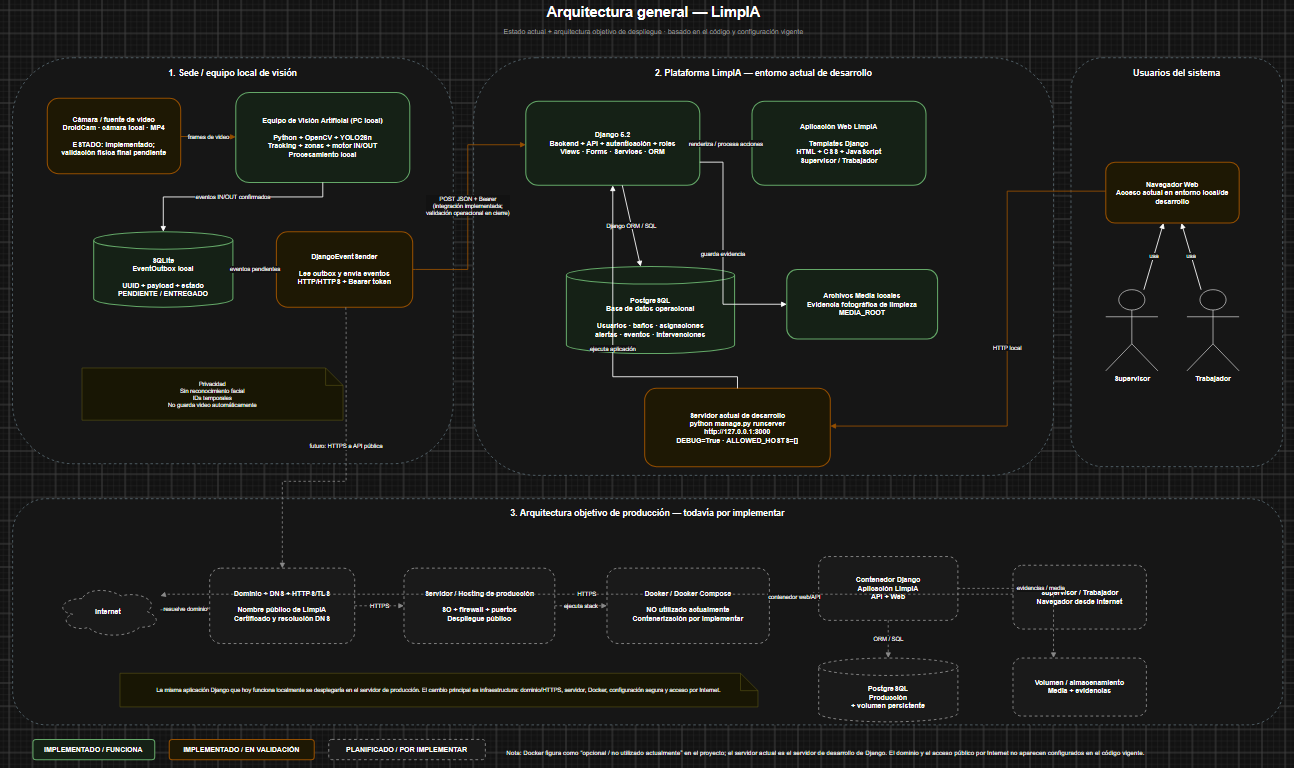 Arquitectura general — LimpIA
Estado actual + arquitectura objetivo de despliegue · basado en el código y configuración vigente
1. Sede / equipo local de visión
Cámara / fuente de video
DroidCam · cámara local · MP4
ESTADO: implementado;
validación física final pendiente
frames de video
Equipo de Visión Artificial (PC local)
Python + OpenCV + YOLO26n
Tracking + zonas + motor IN/OUT
Procesamiento local
eventos IN/OUT confirmados
SQLite
EventOutbox local
UUID + payload + estado
PENDIENTE / ENTREGADO
eventos pendientes
DjangoEventSender
Lee outbox y envía eventos
HTTP/HTTPS + Bearer token
Privacidad
Sin reconocimiento facial
IDs temporales
No guarda video automáticamente
futuro: HTTPS a API pública
POST JSON + Bearer
(integración implementada;
validación operacional en cierre)
2. Plataforma LimpIA — entorno actual de desarrollo
Django 5.2
Backend + API + autenticación + roles
Views · Forms · Services · ORM
renderiza / procesa acciones
Aplicación Web LimpIA
Templates Django
HTML + CSS + JavaScript
Supervisor / Trabajador
Django ORM / SQL
guarda evidencia
PostgreSQL
Base de datos operacional
Usuarios · baños · asignaciones
alertas · eventos · intervenciones
ejecuta aplicación
Archivos Media locales
Evidencia fotográfica de limpieza
MEDIA_ROOT
Servidor actual de desarrollo
python manage.py runserver
http://127.0.0.1:8000
DEBUG=True · ALLOWED_HOSTS=[]
HTTP local
Usuarios del sistema
Navegador Web
Acceso actual en entorno local/de
desarrollo
usa
usa
Supervisor
Trabajador
3. Arquitectura objetivo de producción — todavía por implementar
Internet
resuelve dominio
Dominio + DNS + HTTPS/TLS
Nombre público de LimpIA
Certificado y resolución DNS
HTTPS
Servidor / Hosting de producción
SO + firewall + puertos
Despliegue público
HTTPS
ejecuta stack
Docker / Docker Compose
NO utilizado actualmente
Contenerización por implementar
contenedor web/API
Contenedor Django
Aplicación LimpIA
API + Web
evidencias / media
Supervisor / Trabajador
Navegador desde Internet
ORM / SQL
PostgreSQL
Producción
+ volumen persistente
Volumen / almacenamiento
Media + evidencias
La misma aplicación Django que hoy funciona localmente se desplegaría en el servidor de producción. El cambio principal es infraestructura: dominio/HTTPS, servidor, Docker, configuración segura y acceso por Internet.
IMPLEMENTADO / FUNCIONA
IMPLEMENTADO / EN VALIDACIÓN
PLANIFICADO / POR IMPLEMENTAR
Nota: Docker figura como "opcional / no utilizado actualmente" en el proyecto; el servidor actual es el servidor de desarrollo de Django. El dominio y el acceso público por Internet no aparecen configurados en el código vigente.